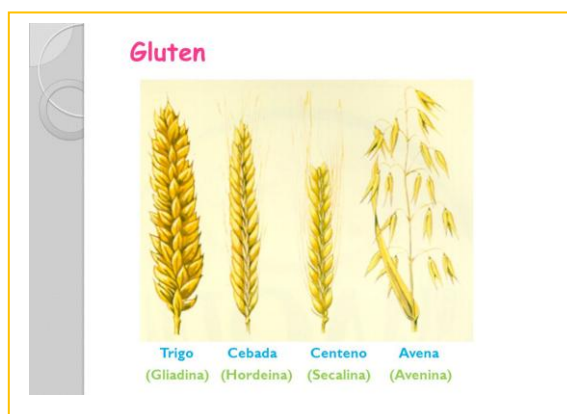 Gluten
Trigo Cebada Centeno Avena
(Gliadina) (Hordeina) (Secalina) (Avenina)